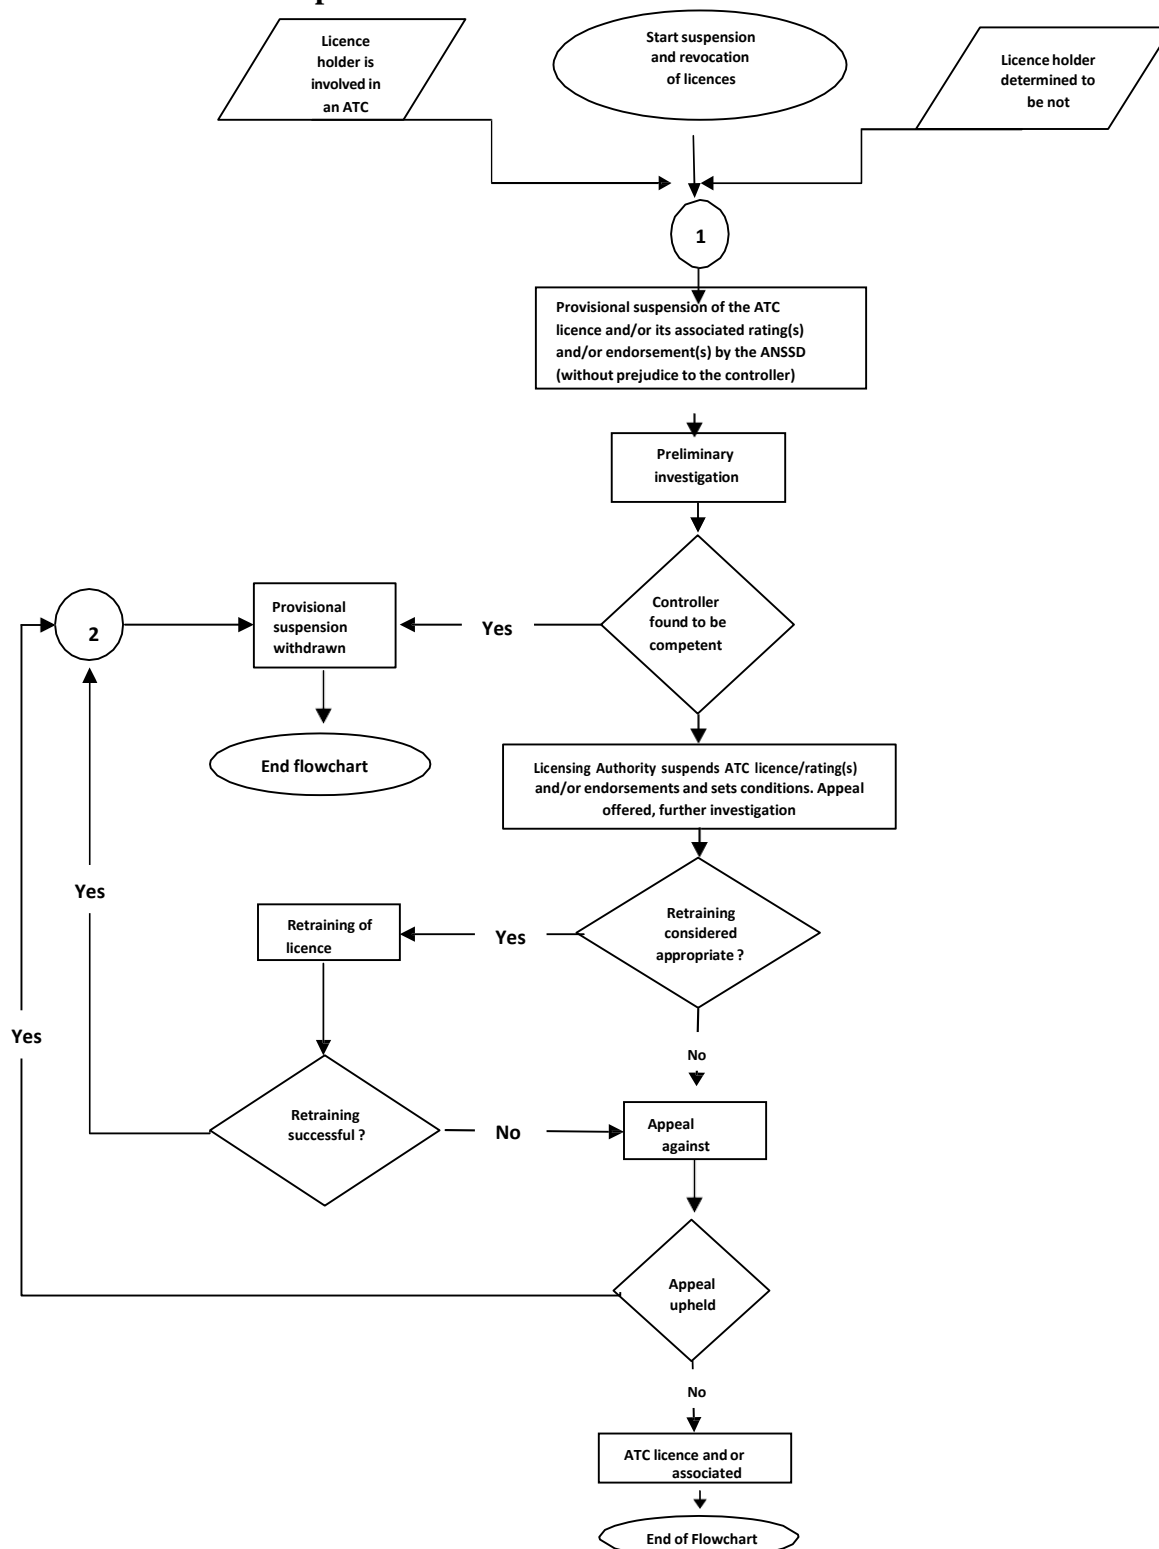 Licence
holder is
involved in
an ATC
Start suspension
and revocation
of licences
Licence holder
determined to
be not
1
Provisional suspension of the ATC
licence and/or its associated rating(s)
and/or endorsement(s) by the ANSSD
(without prejudice to the controller)
Preliminary
investigation
Controller
found to be
competent
Yes
Provisional
suspension
withdrawn
2
End flowchart
Licensing Authority suspends ATC licence/rating(s)
and/or endorsements and sets conditions. Appeal
offered, further investigation
Retraining
considered
appropriate ?
Yes
Retraining of
licence
Yes
No
Yes
Retraining
successful ?
No
Appeal
against
Appeal
upheld
No
ATC licence and or
associated
End of Flowchart